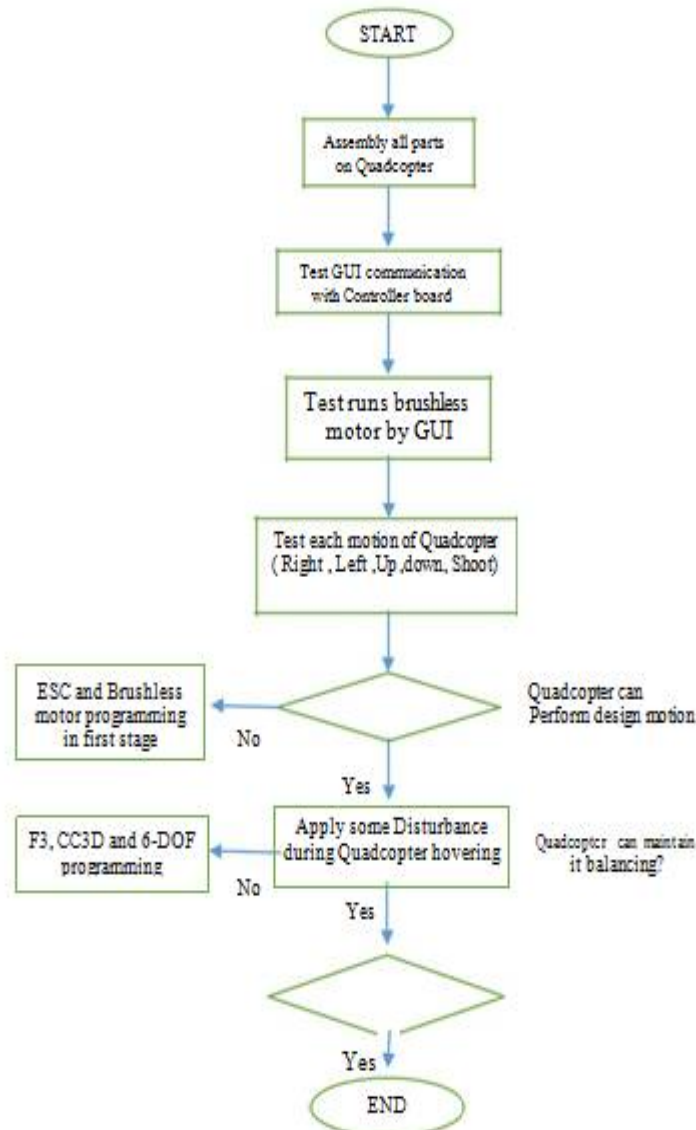 START
Assembly all parts
on Quadcopter
Test GUI communication
with Controller board
Test runs brushless
motor by GUI
Test each motion of Quadcopter
( Right , Left ,Up ,down, Shoot)
ESC and Brushless
motor programming
in first stage
No
Quadcopter can
Perform design motion
Yes
F3, CC3D and 6-DOF
programming
No
Apply some Disturbance
during Quadcopter hovering
Quadcopter can maintain
it balancing?
Yes
Yes
END